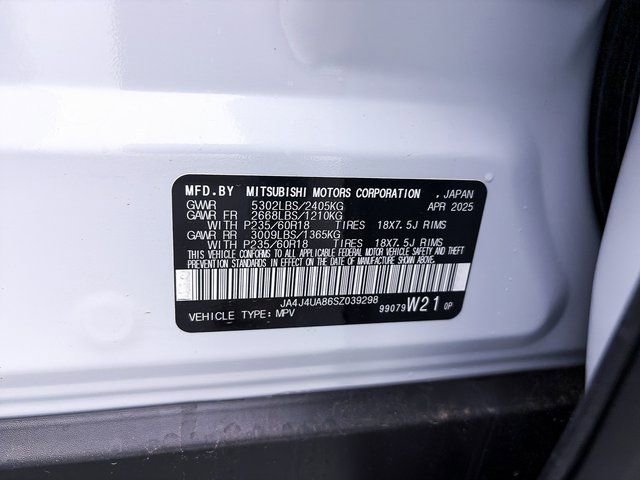 MFD.BY MITSUBISHI MOTORS CORPORATION , JAPAN
GWR 5302LBS/2405KG APR 2025
GAWR FR 2668LBS/1210KG
WITH P235/60R18 TIRES 18X7.5J RIMS
GAWR RR 3009LBS/1365KG
WITH P235/60R18 TIRES 18X7.5J RIMS
THIS VEHICLE CONFORMS TO ALL APPLICABLE FEDERAL MOTOR VEHICLE SAFETY AND THEFT
PREVENTION STANDARDS IN EFFECT ON THE DATE OF MANUFACTURE SHOWN ABOVE.
JA4J4UA86SZ039298
VEHICLE TYPE:MPV 99079 W21 0P